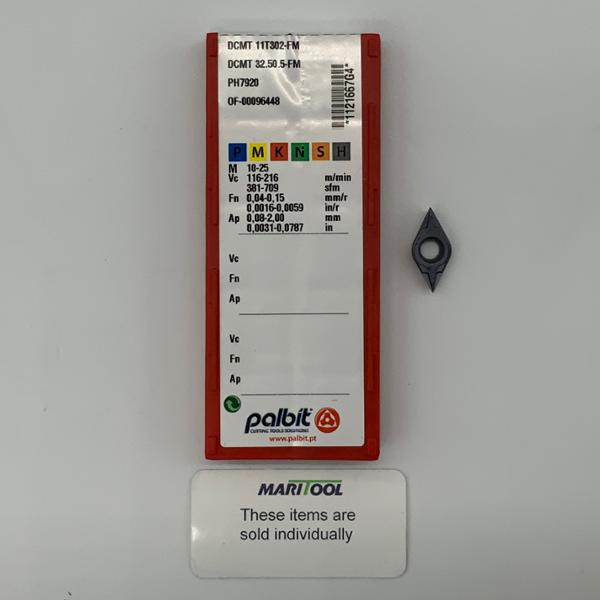 DCMT 11T302-FM
DCMT 32.50.5-FM
PH7920
OF-00096448
*1121667G4*
P M K N S H
M 10-25
Vc 116-216 m/min
381-709 sfm
Fn 0,04-0,15 mm/r
0,0016-0,0059 in/r
Ap 0,08-2,00 mm
0,0031-0,0787 in
Vc
Fn
Ap
Vc
Fn
Ap
palbit
CUTTING TOOLS SOLUTIONS
www.palbit.pt
MARITOOL
These items are
sold individually